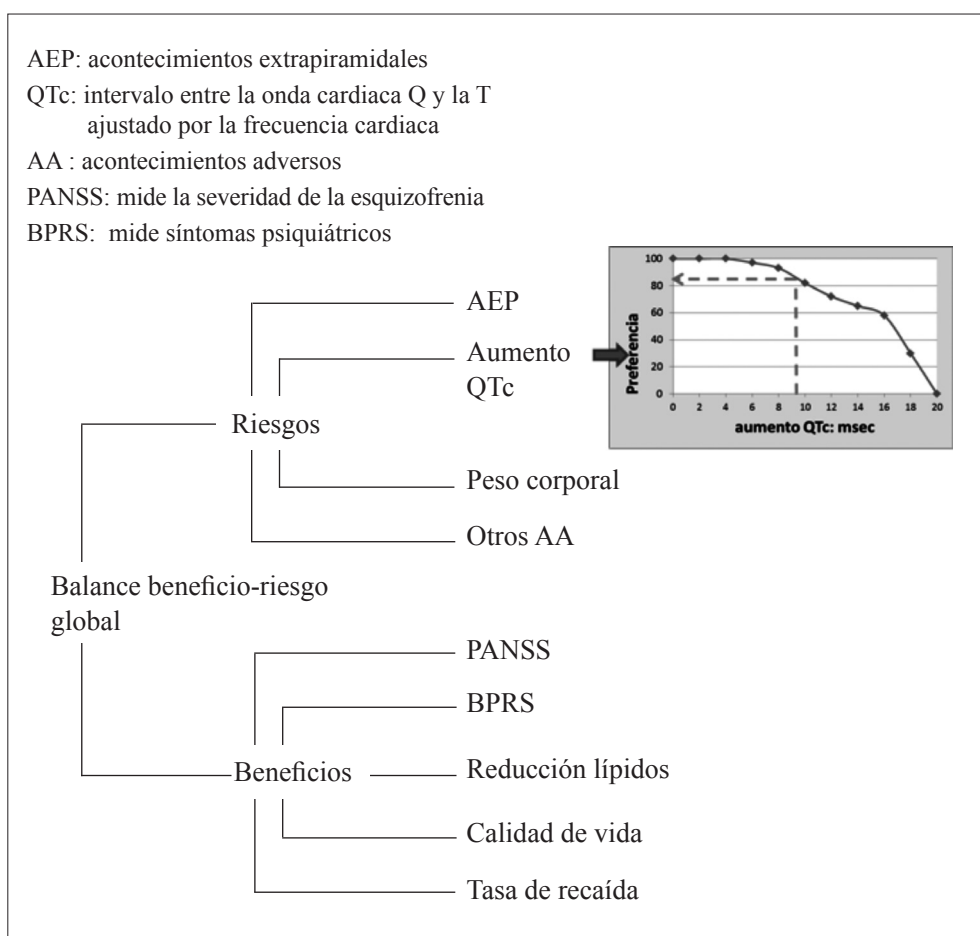 AEP: acontecimientos extrapiramidales
QTc: intervalo entre la onda cardiaca Q y la T
ajustado por la frecuencia cardiaca
AA : acontecimientos adversos
PANSS: mide la severidad de la esquizofrenia
BPRS: mide síntomas psiquiátricos
AEP
Aumento
QTc
Preferencia
100
80
60
40
20
0
0 2 4 6 8 10 12 14 16 18 20
aumento QTc: msec
Riesgos
Peso corporal
Otros AA
Balance beneficio-riesgo
global
PANSS
BPRS
Beneficios
Reducción lípidos
Calidad de vida
Tasa de recaída